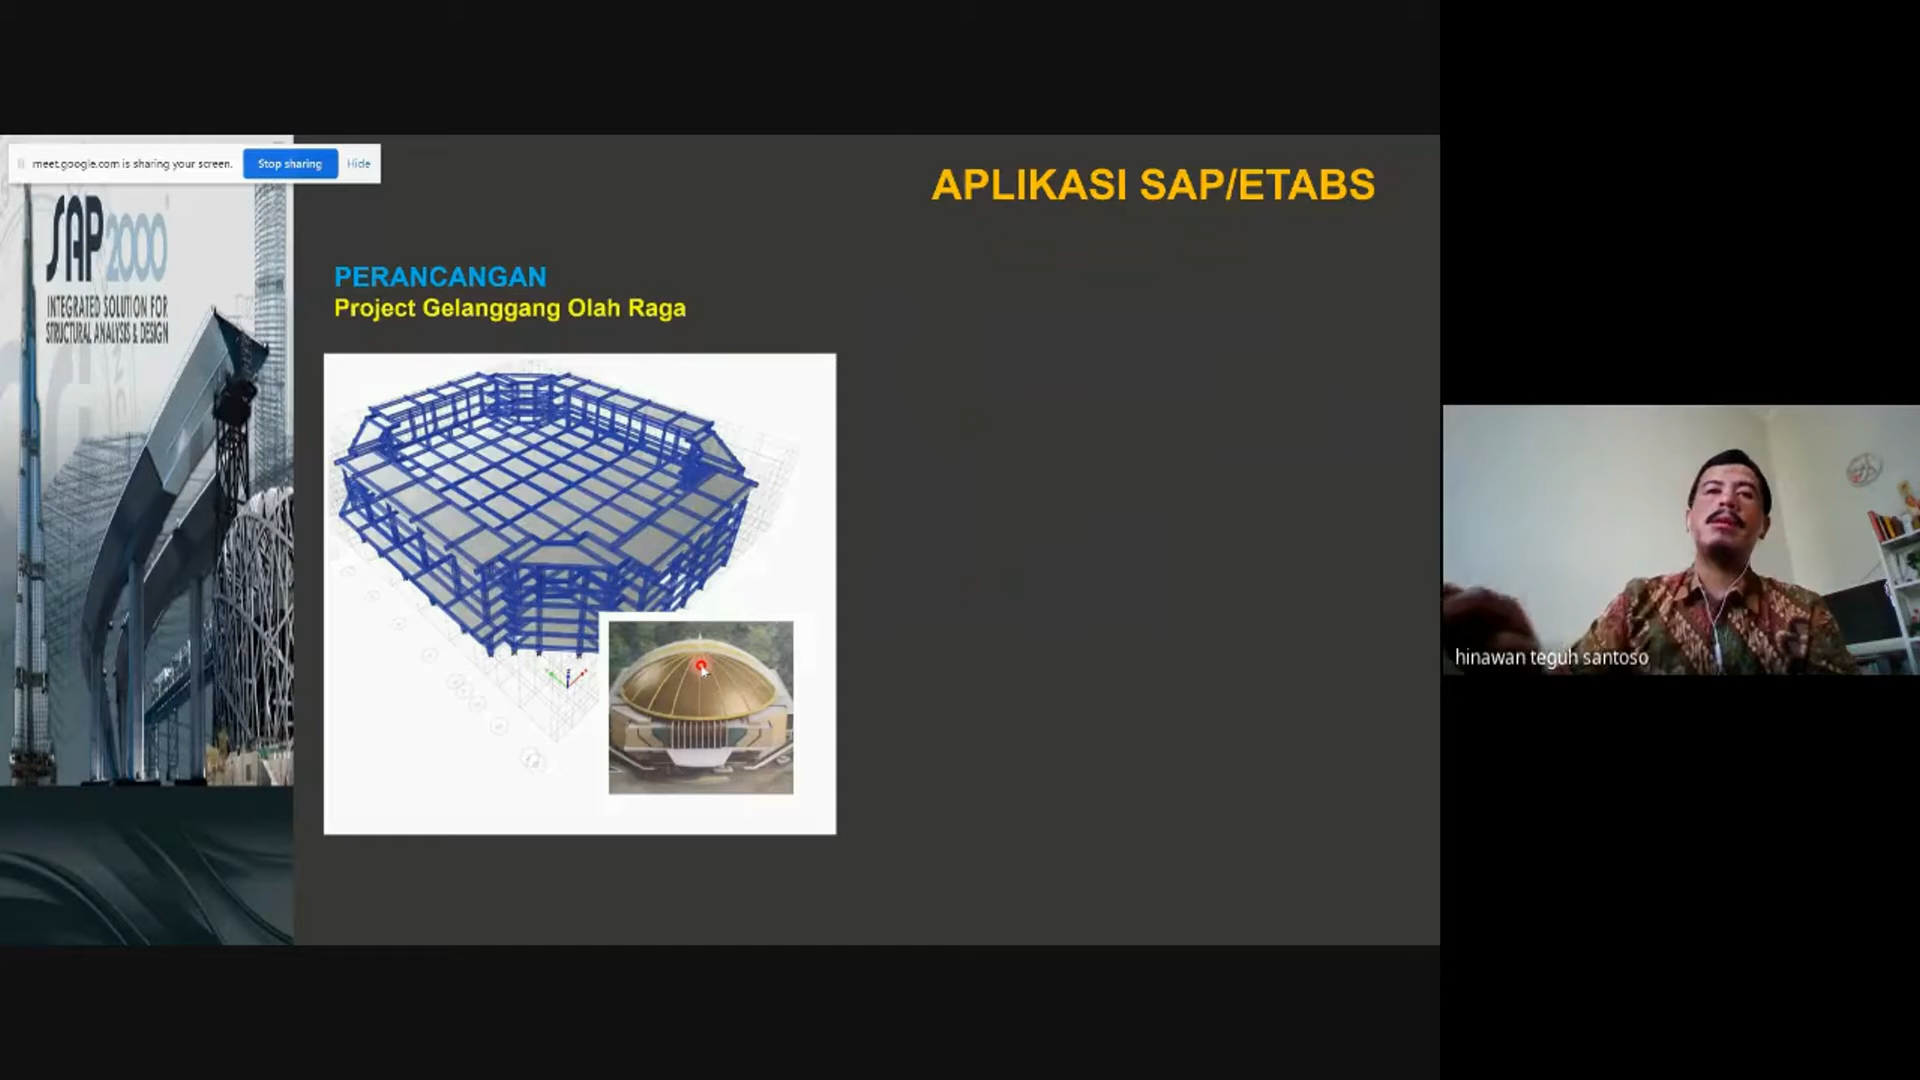 meet.google.com is sharing your screen.
Stop sharing
Hide
SAP2000
INTEGRATED SOLUTION FOR
STRUCTURAL ANALYSIS & DESIGN
APLIKASI SAP/ETABS
PERANCANGAN
Project Gelanggang Olah Raga
hinawan teguh santoso